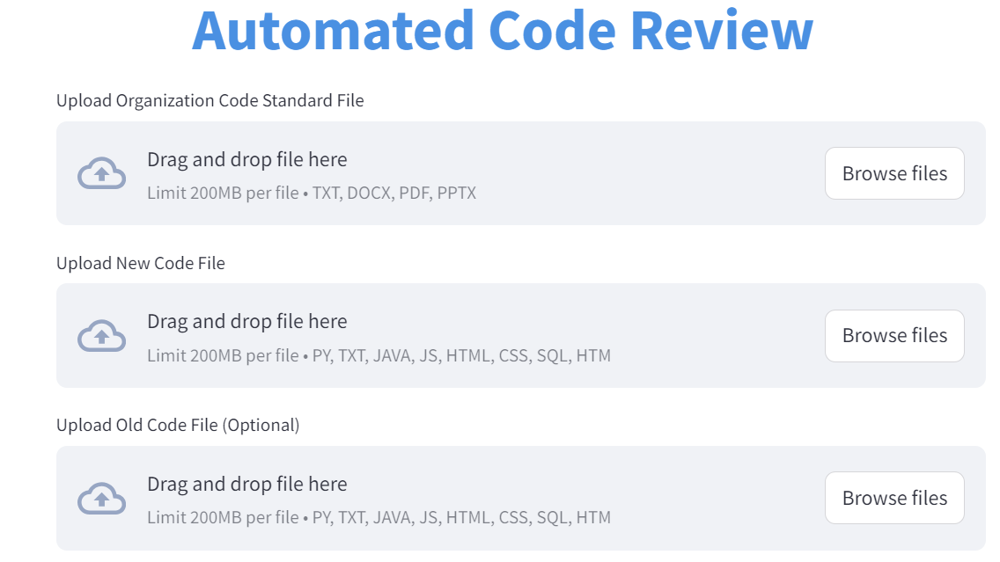 Automated Code Review
Upload Organization Code Standard File
Drag and drop file here
Limit 200MB per file • TXT, DOCX, PDF, PPTX
Browse files
Upload New Code File
Drag and drop file here
Limit 200MB per file • PY, TXT, JAVA, JS, HTML, CSS, SQL, HTM
Browse files
Upload Old Code File (Optional)
Drag and drop file here
Limit 200MB per file • PY, TXT, JAVA, JS, HTML, CSS, SQL, HTM
Browse files